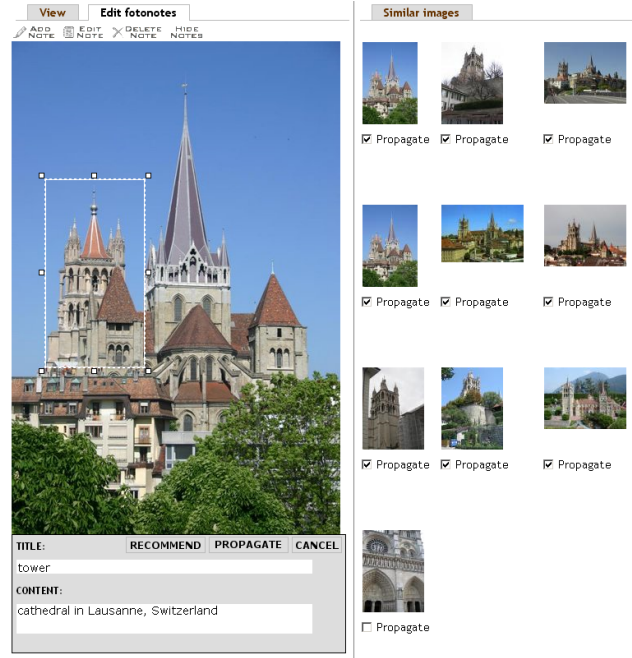 View Edit fotonotes
ADD NOTE EDIT NOTE DELETE NOTE HIDE NOTES
TITLE: RECOMMEND PROPAGATE CANCEL
tower
CONTENT:
cathedral in Lausanne, Switzerland
Similar images
Propagate Propagate Propagate
Propagate Propagate Propagate
Propagate Propagate Propagate
Propagate